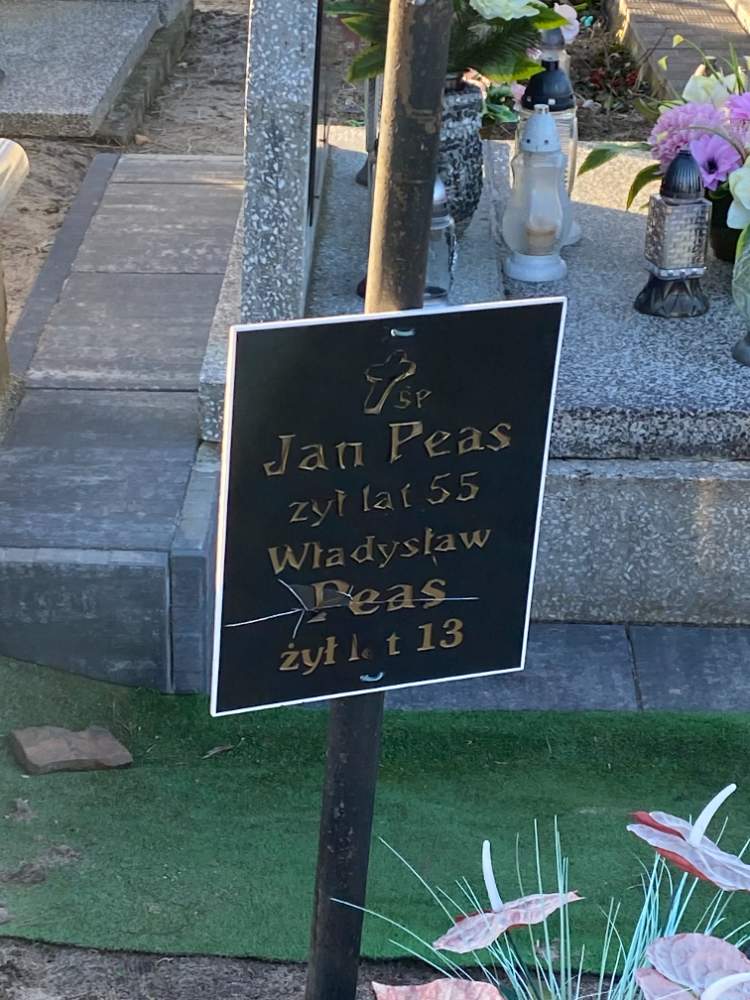 ŚP
Jan Peas
żył lat 55
Władysław
Peas
żył lat 13